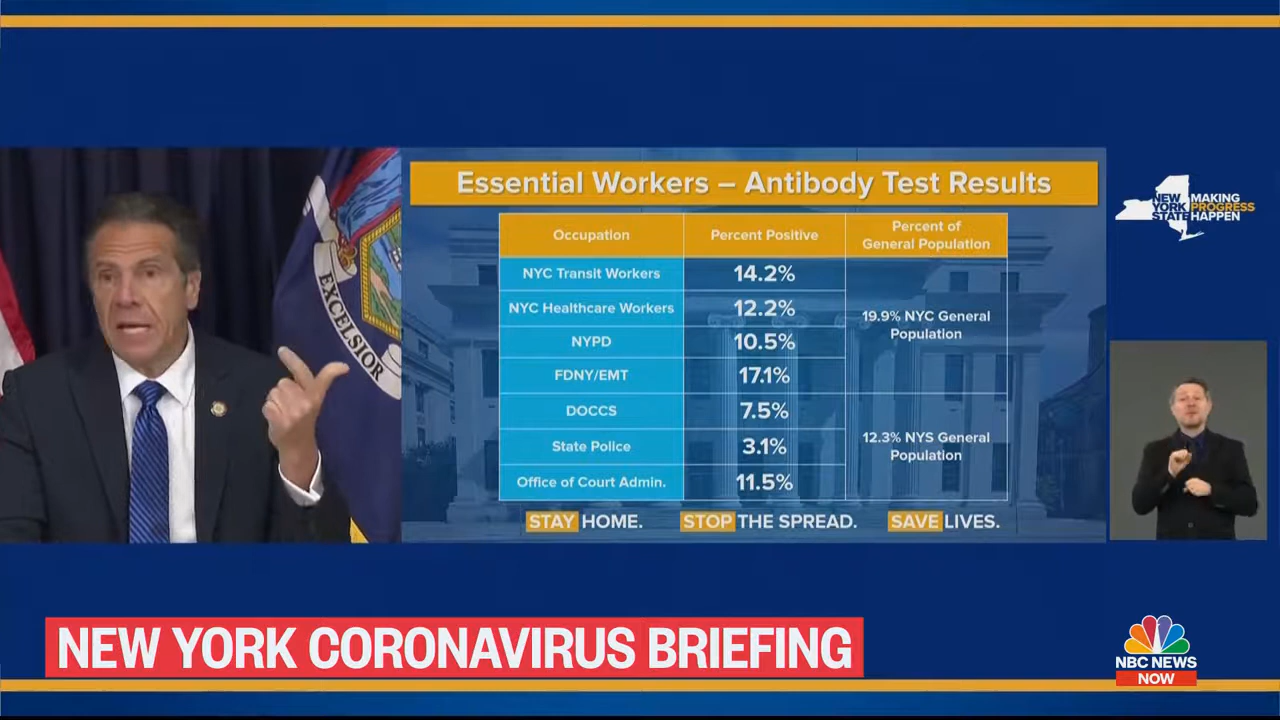 Essential Workers – Antibody Test Results
Occupation
Percent Positive
Percent of
General Population
NYC Transit Workers
14.2%
NYC Healthcare Workers
12.2%
NYPD
10.5%
FDNY/EMT
17.1%
19.9% NYC General
Population
DOCCS
7.5%
State Police
3.1%
Office of Court Admin.
11.5%
12.3% NYS General
Population
STAY HOME.
STOP THE SPREAD.
SAVE LIVES.
EXCELSIOR
NEW
YORK
STATE
MAKING
PROGRESS
HAPPEN
NEW YORK CORONAVIRUS BRIEFING
NBC NEWS
NOW